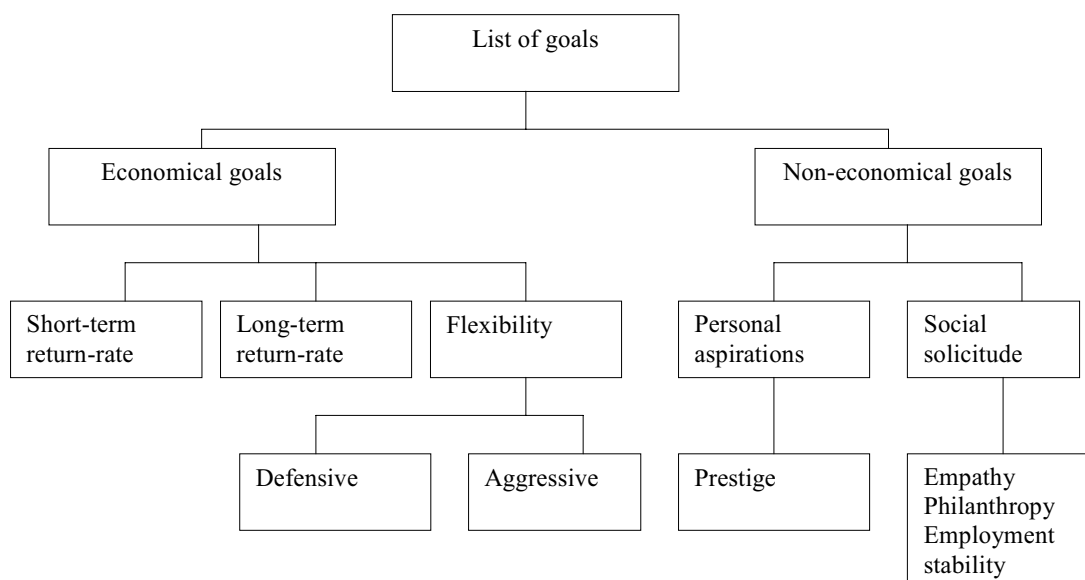 List of goals
Economical goals
Non-economical goals
Short-term
return-rate
Long-term
return-rate
Flexibility
Personal
aspirations
Social
solicitude
Defensive
Aggressive
Prestige
Empathy
Philanthropy
Employment
stability